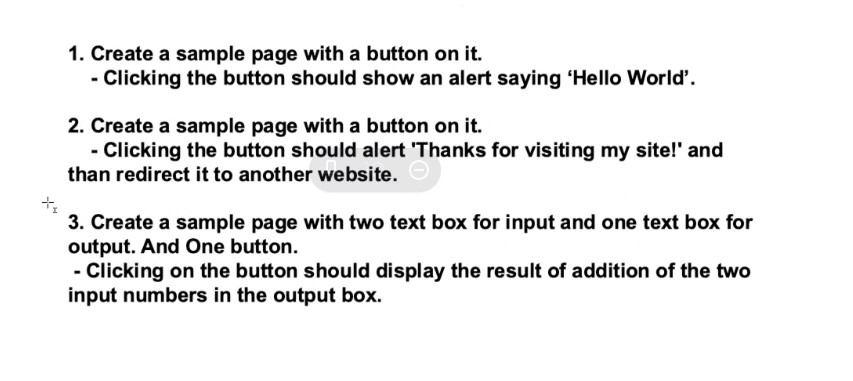 1. Create a sample page with a button on it.
- Clicking the button should show an alert saying ‘Hello World’.
2. Create a sample page with a button on it.
- Clicking the button should alert 'Thanks for visiting my site!' and
than redirect it to another website.
3. Create a sample page with two text box for input and one text box for
output. And One button.
- Clicking on the button should display the result of addition of the two
input numbers in the output box.